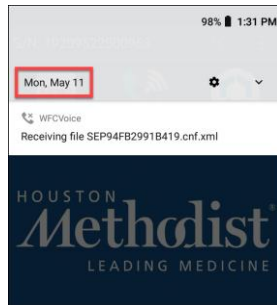 98% 1:31 PM
Mon, May 11
WFCVoice
Receiving file SEP94FB2991B419.cnf.xml
HOUSTON
Methodist
LEADING MEDICINE